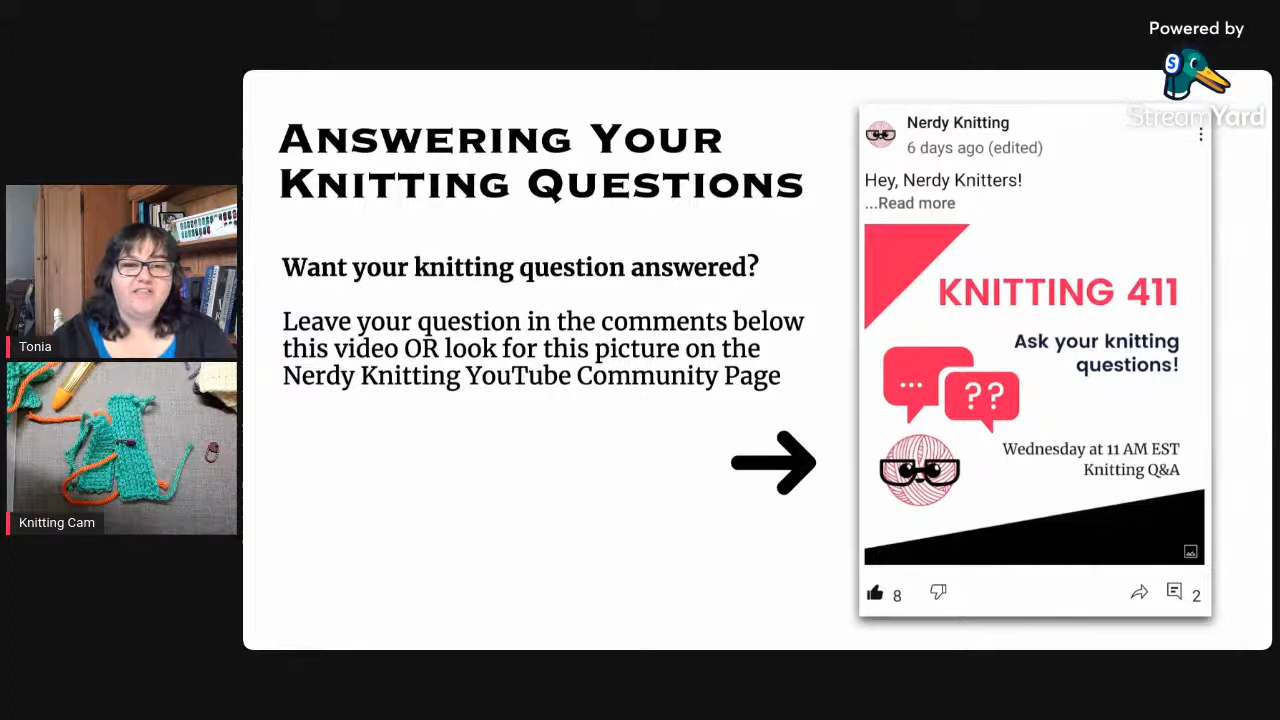 Powered by
StreamYard
Answering Your
Knitting Questions
Want your knitting question answered?
Leave your question in the comments below
this video OR look for this picture on the
Nerdy Knitting YouTube Community Page
Nerdy Knitting
6 days ago (edited)
Hey, Nerdy Knitters!
...Read more
KNITTING 411
Ask your knitting
questions!
... ??
Wednesday at 11 AM EST
Knitting Q&A
8
2
Tonia
Knitting Cam